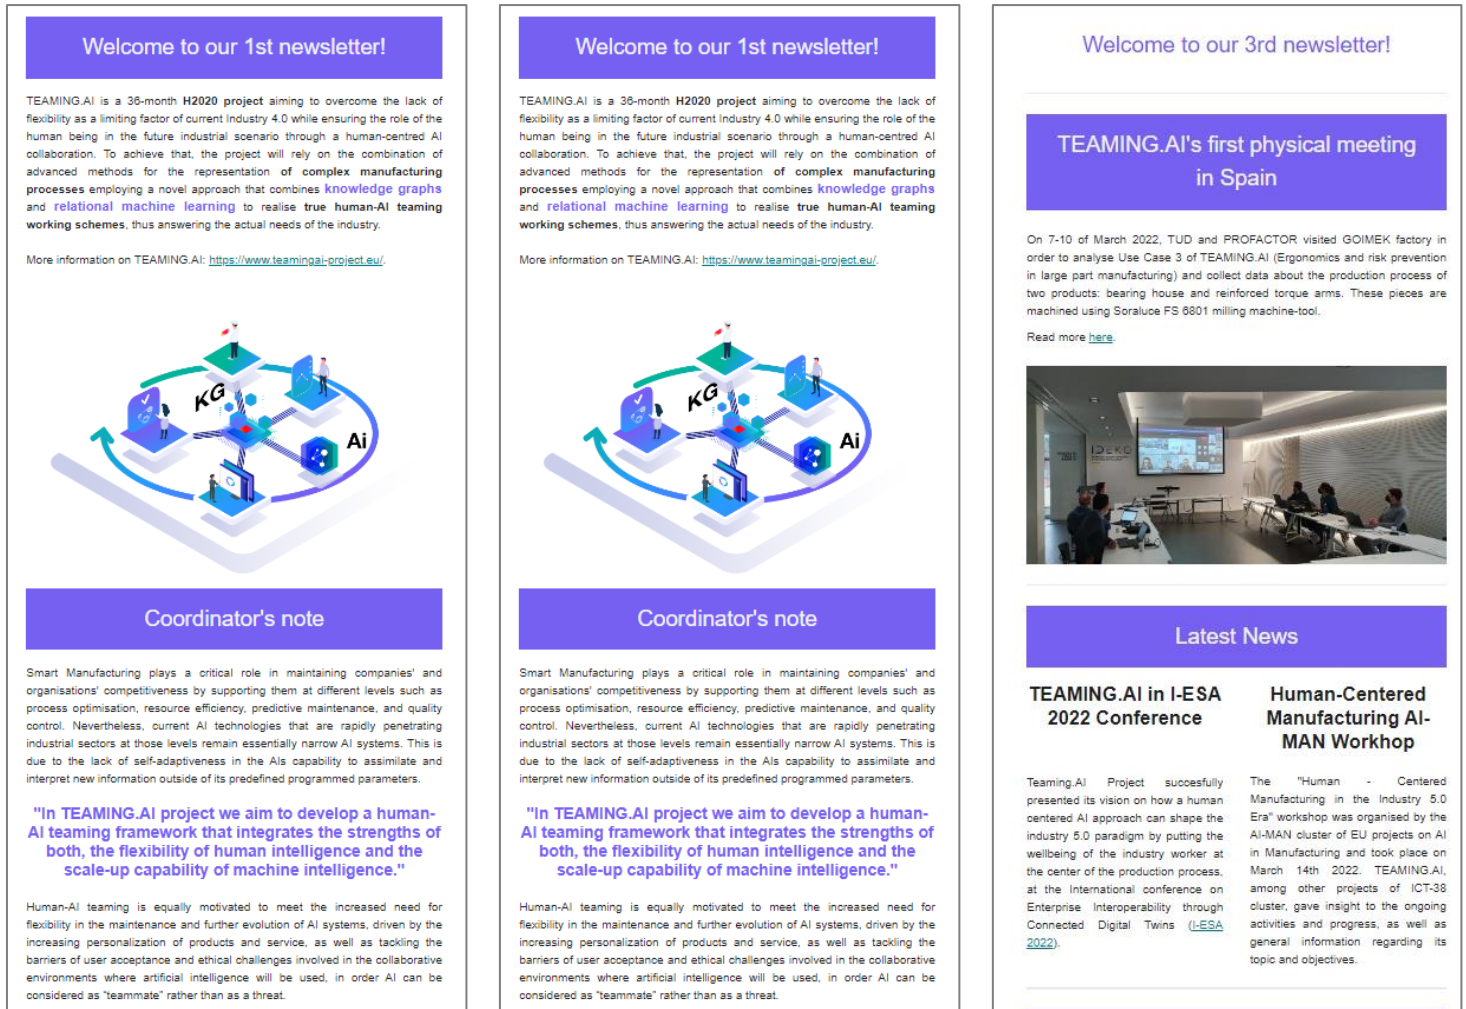 Welcome to our 1st newsletter!
TEAMING.AI is a 36-month H2020 project aiming to overcome the lack of
flexibility as a limiting factor of current Industry 4.0 while ensuring the role of the
human being in the future industrial scenario through a human-centred AI
collaboration. To achieve that, the project will rely on the combination of
advanced methods for the representation of complex manufacturing
processes employing a novel approach that combines knowledge graphs
and relational machine learning to realise true human-AI teaming
working schemes, thus answering the actual needs of the industry.
More information on TEAMING.AI: https://www.teamingai-project.eu/.
KG
Ai
Coordinator's note
Smart Manufacturing plays a critical role in maintaining companies' and
organisations' competitiveness by supporting them at different levels such as
process optimisation, resource efficiency, predictive maintenance, and quality
control. Nevertheless, current AI technologies that are rapidly penetrating
industrial sectors at those levels remain essentially narrow AI systems. This is
due to the lack of self-adaptiveness in the AIs capability to assimilate and
interpret new information outside of its predefined programmed parameters.
"In TEAMING.AI project we aim to develop a human-
AI teaming framework that integrates the strengths of
both, the flexibility of human intelligence and the
scale-up capability of machine intelligence."
Human-AI teaming is equally motivated to meet the increased need for
flexibility in the maintenance and further evolution of AI systems, driven by the
increasing personalization of products and service, as well as tackling the
barriers of user acceptance and ethical challenges involved in the collaborative
environments where artificial intelligence will be used, in order AI can be
considered as "teammate" rather than as a threat.
Welcome to our 1st newsletter!
TEAMING.AI is a 36-month H2020 project aiming to overcome the lack of
flexibility as a limiting factor of current Industry 4.0 while ensuring the role of the
human being in the future industrial scenario through a human-centred AI
collaboration. To achieve that, the project will rely on the combination of
advanced methods for the representation of complex manufacturing
processes employing a novel approach that combines knowledge graphs
and relational machine learning to realise true human-AI teaming
working schemes, thus answering the actual needs of the industry.
More information on TEAMING.AI: https://www.teamingai-project.eu/.
KG
Ai
Coordinator's note
Smart Manufacturing plays a critical role in maintaining companies' and
organisations' competitiveness by supporting them at different levels such as
process optimisation, resource efficiency, predictive maintenance, and quality
control. Nevertheless, current AI technologies that are rapidly penetrating
industrial sectors at those levels remain essentially narrow AI systems. This is
due to the lack of self-adaptiveness in the AIs capability to assimilate and
interpret new information outside of its predefined programmed parameters.
"In TEAMING.AI project we aim to develop a human-
AI teaming framework that integrates the strengths of
both, the flexibility of human intelligence and the
scale-up capability of machine intelligence."
Human-AI teaming is equally motivated to meet the increased need for
flexibility in the maintenance and further evolution of AI systems, driven by the
increasing personalization of products and service, as well as tackling the
barriers of user acceptance and ethical challenges involved in the collaborative
environments where artificial intelligence will be used, in order AI can be
considered as "teammate" rather than as a threat.
Welcome to our 3rd newsletter!
TEAMING.AI's first physical meeting
in Spain
On 7-10 of March 2022, TUD and PROFACTOR visited GOIMEK factory in
order to analyse Use Case 3 of TEAMING.AI (Ergonomics and risk prevention
in large part manufacturing) and collect data about the production process of
two products: bearing house and reinforced torque arms. These pieces are
machined using Soraluce FS 6801 milling machine-tool.
Read more here.
IDEKO
Latest News
TEAMING.AI in I-ESA
2022 Conference
Teaming.AI Project succesfully
presented its vision on how a human
centered AI approach can shape the
industry 5.0 paradigm by putting the
wellbeing of the industry worker at
the center of the production process,
at the International conference on
Enterprise Interoperability through
Connected Digital Twins (I-ESA
2022).
Human-Centered
Manufacturing AI-
MAN Workhop
The "Human - Centered
Manufacturing in the Industry 5.0
Era" workshop was organised by the
AI-MAN cluster of EU projects on AI
in Manufacturing and took place on
March 14th 2022. TEAMING.AI,
among other projects of ICT-38
cluster, gave insight to the ongoing
activities and progress, as well as
general information regarding its
topic and objectives.